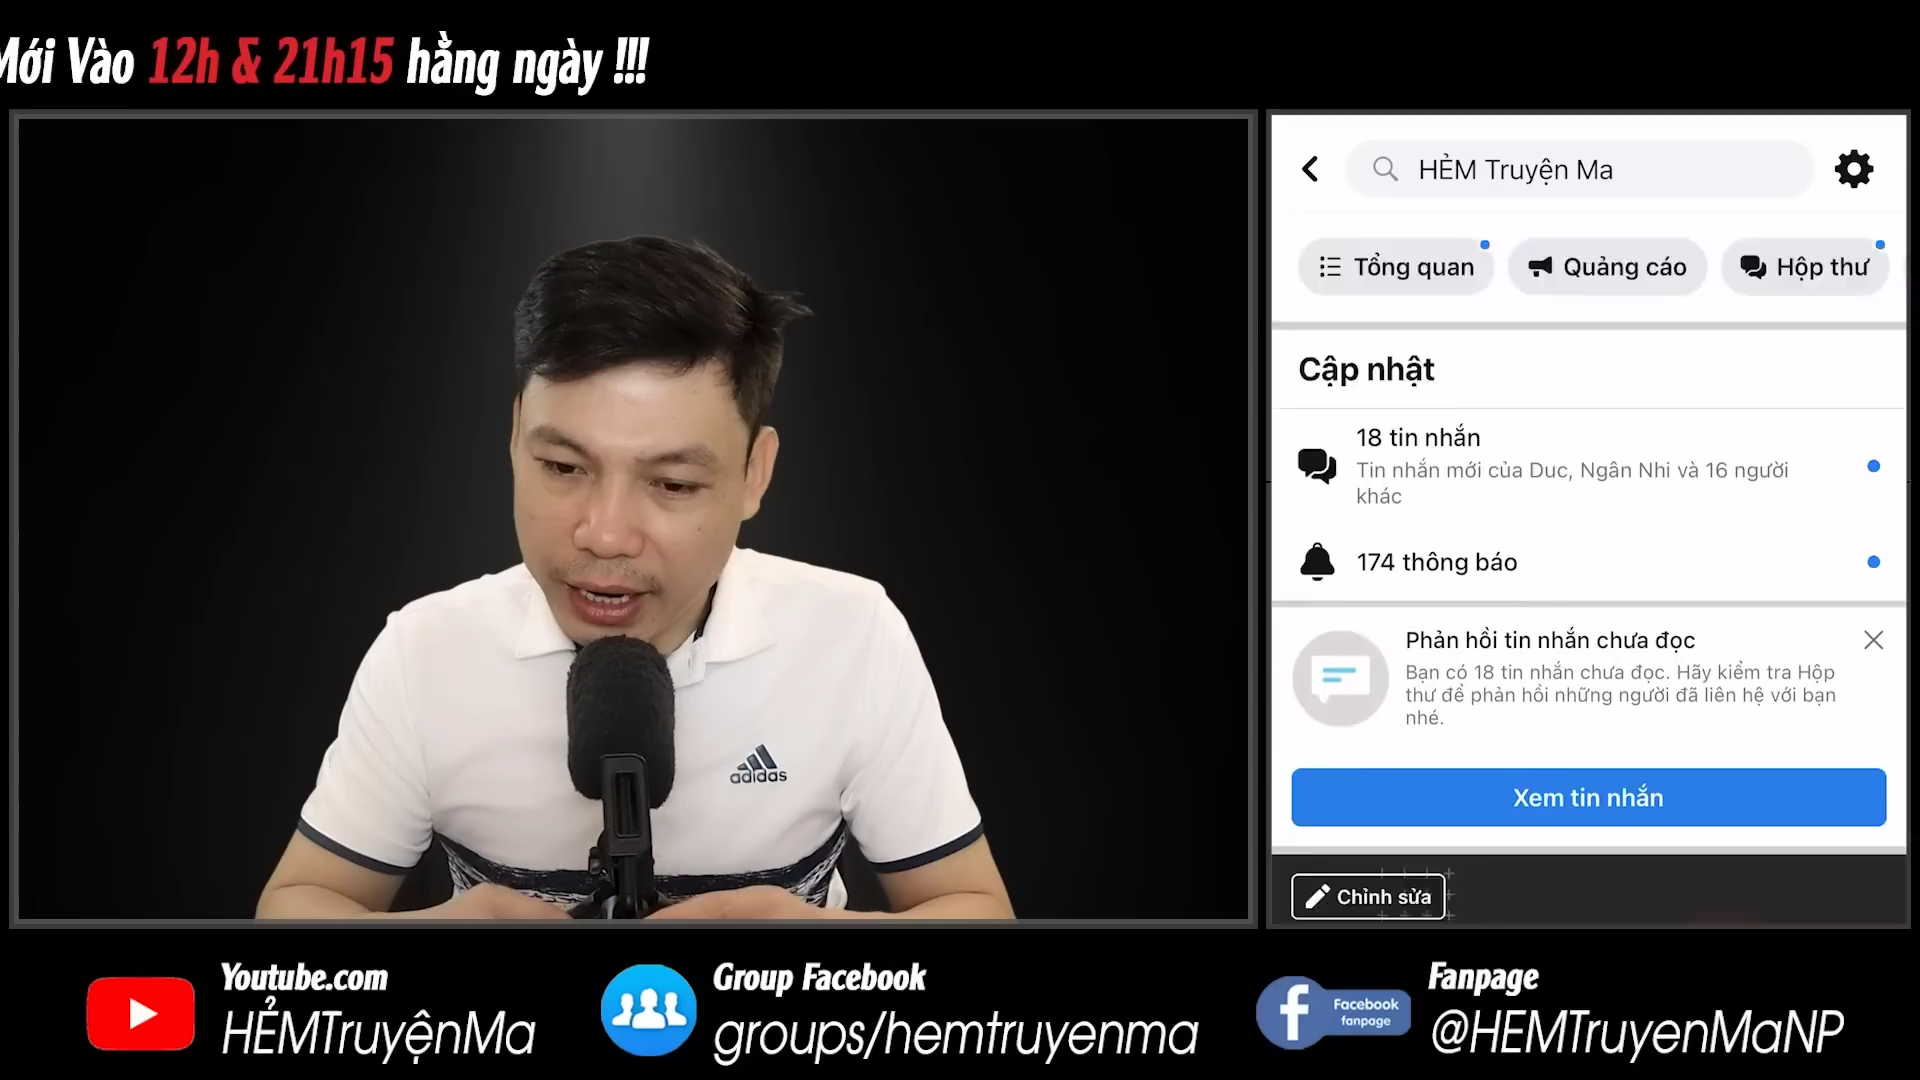 Mới Vào 12h & 21h15 hằng ngày !!!
HẺM Truyện Ma
Tổng quan
Quảng cáo
Hộp thư
Cập nhật
18 tin nhắn
Tin nhắn mới của Duc, Ngân Nhi và 16 người
khác
174 thông báo
Phản hồi tin nhắn chưa đọc
Bạn có 18 tin nhắn chưa đọc. Hãy kiểm tra Hộp
thư để phản hồi những người đã liên hệ với bạn
nhé.
Xem tin nhắn
Chỉnh sửa
adidas
Youtube.com
HẺMTruyệnMa
Group Facebook
groups/hemtruyenma
Facebook
fanpage
Fanpage
@HEMTruyenMaNP